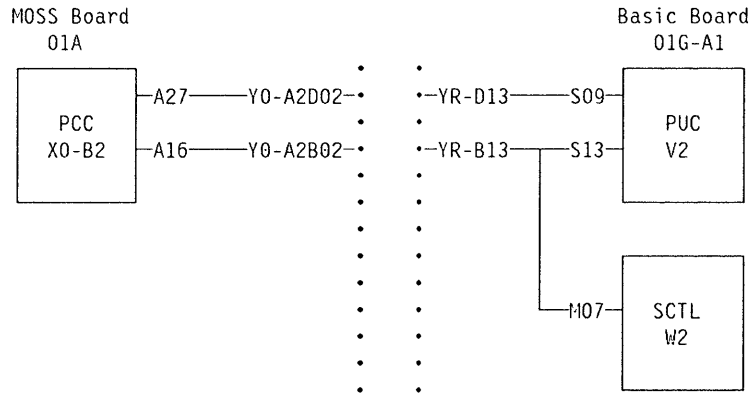 MOSS Board Basic Board
01A 01G-A1
A27 Y0-A2D02 YR-D13 S09
PCC PUC
X0-B2 A16 Y0-A2B02 YR-B13 S13 V2
M07 SCTL
W2